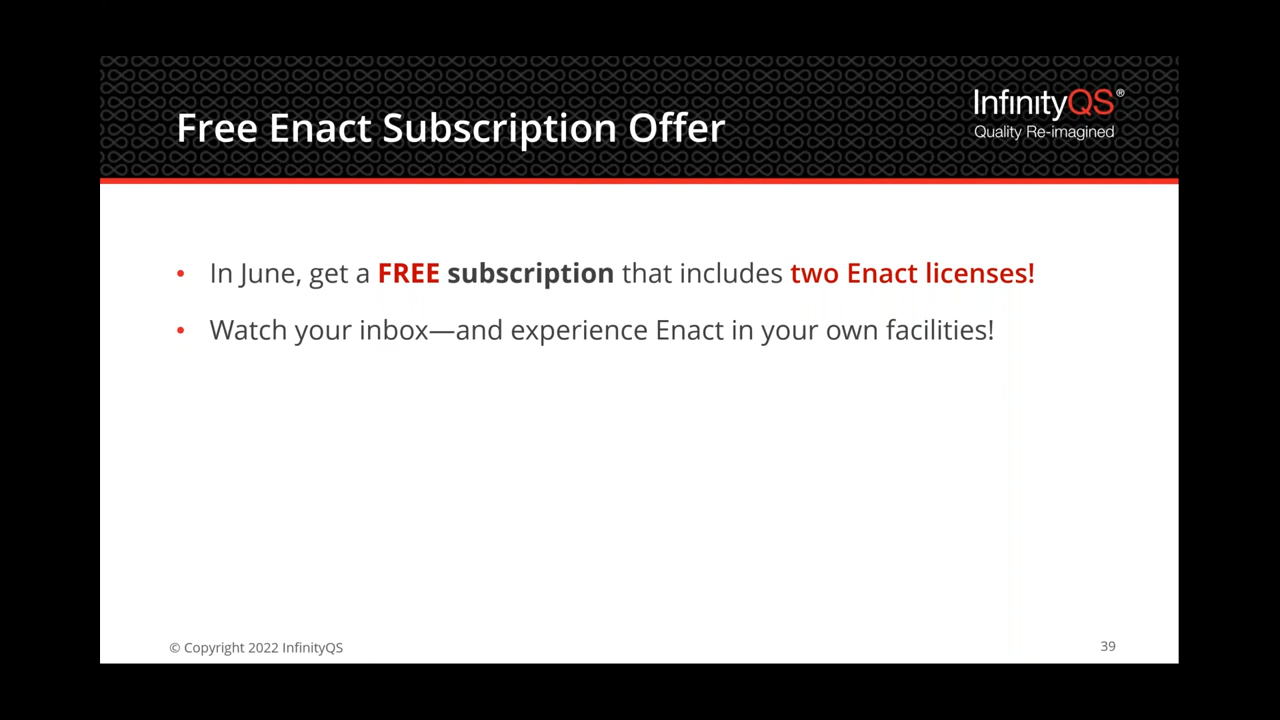 Free Enact Subscription Offer
InfinityQS®
Quality Re-imagined
• In June, get a FREE subscription that includes two Enact licenses!
• Watch your inbox—and experience Enact in your own facilities!
© Copyright 2022 InfinityQS
39